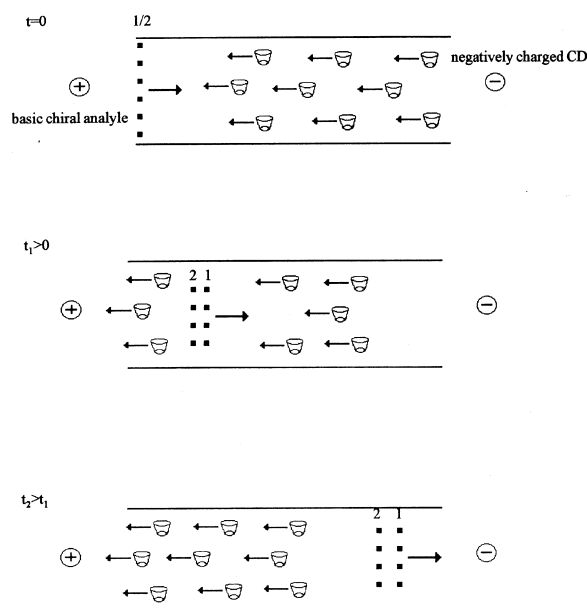 t=0
1/2
negatively charged CD
+
−
basic chiral analyle
t₁>0
2 1
+
−
t₂>t₁
2 1
+
−